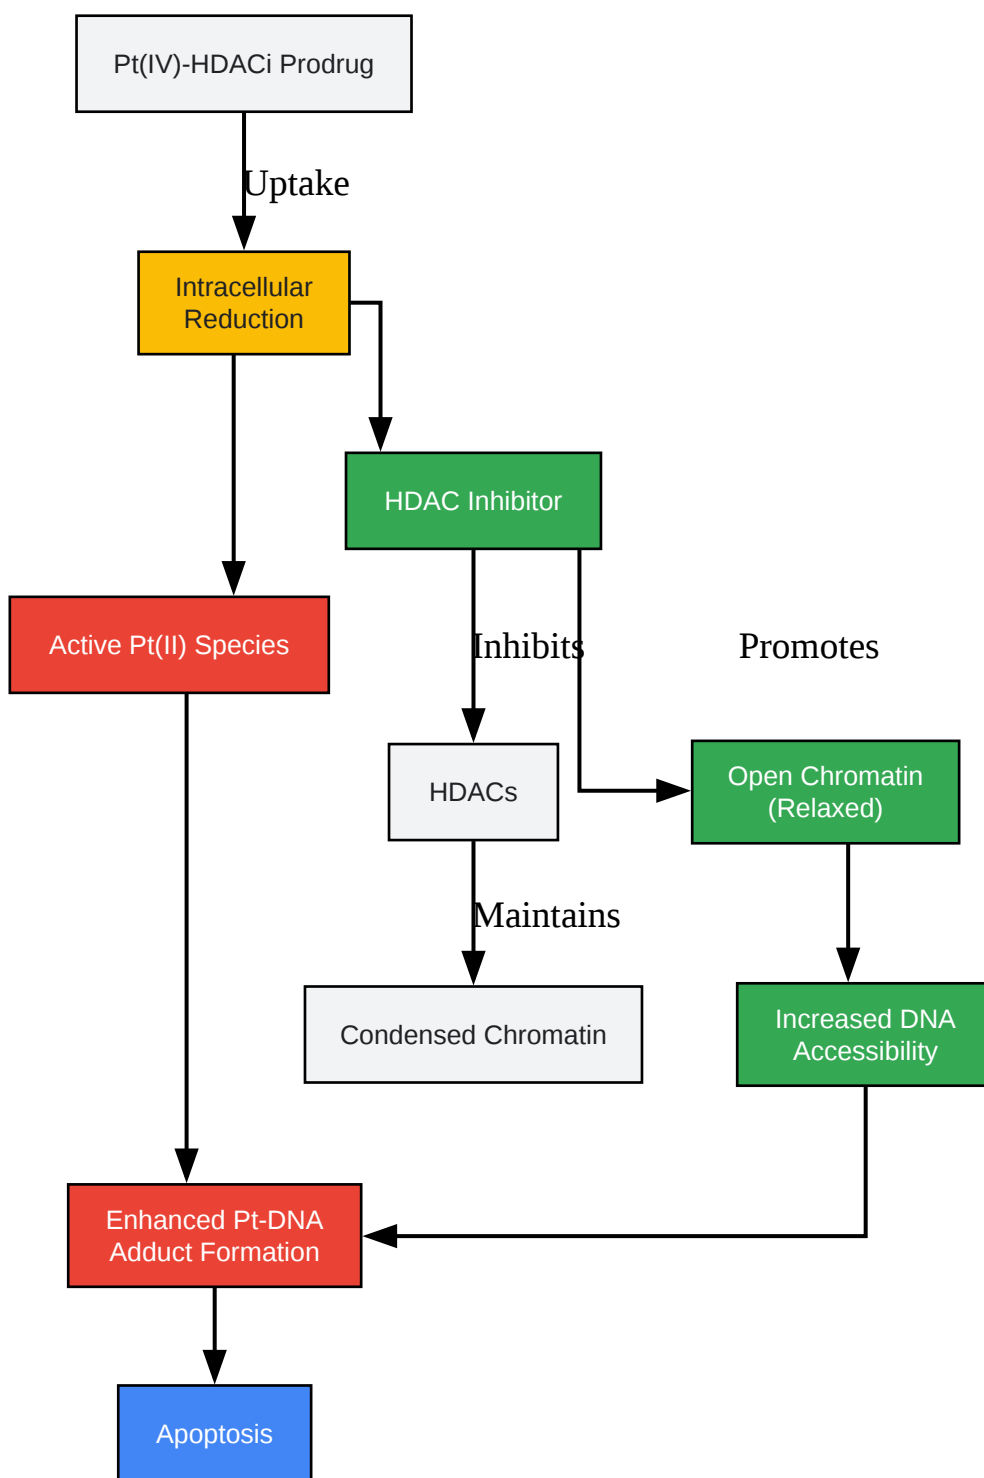 Pt(IV)-HDACi Prodrug
Uptake
Intracellular
Reduction
HDAC Inhibitor
Active Pt(II) Species
Inhibits
Promotes
HDACs
Open Chromatin
(Relaxed)
Maintains
Condensed Chromatin
Increased DNA
Accessibility
Enhanced Pt-DNA
Adduct Formation
Apoptosis